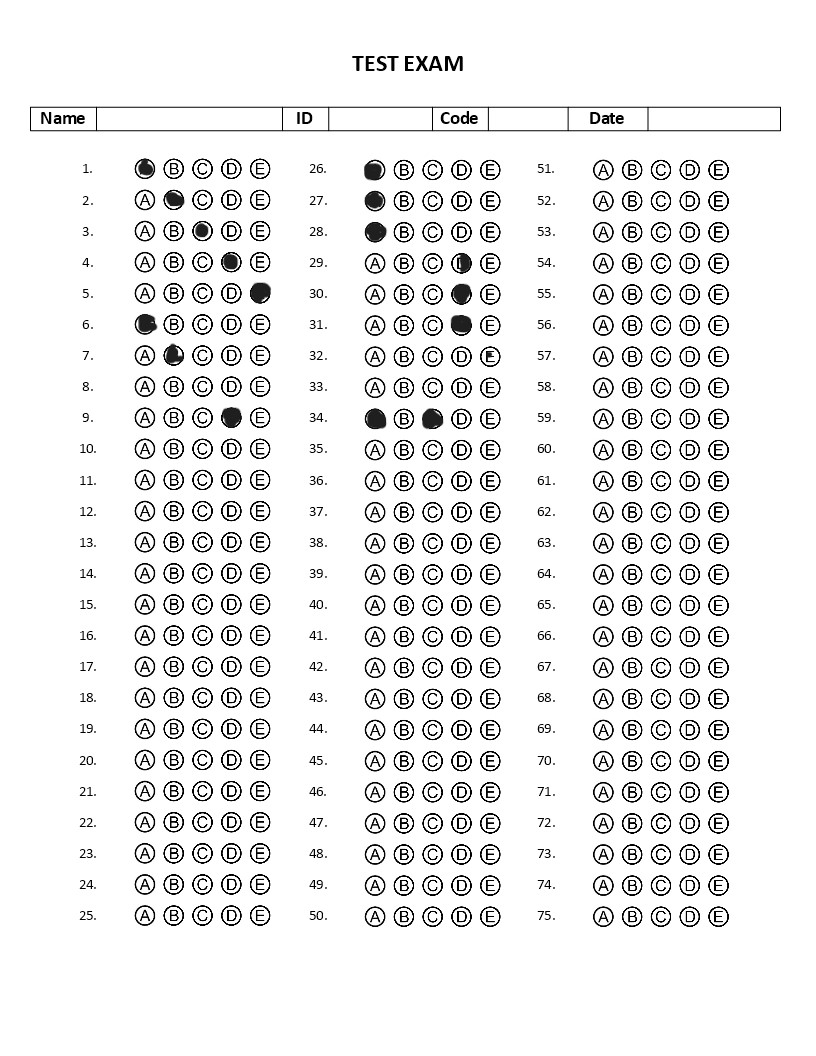 TEST EXAM
Name ID Code Date
1. Ⓑ Ⓒ Ⓓ Ⓔ 26. Ⓑ Ⓒ Ⓓ Ⓔ 51. Ⓐ Ⓑ Ⓒ Ⓓ Ⓔ
2. Ⓐ Ⓒ Ⓓ Ⓔ 27. Ⓑ Ⓒ Ⓓ Ⓔ 52. Ⓐ Ⓑ Ⓒ Ⓓ Ⓔ
3. Ⓐ Ⓑ Ⓓ Ⓔ 28. Ⓑ Ⓒ Ⓓ Ⓔ 53. Ⓐ Ⓑ Ⓒ Ⓓ Ⓔ
4. Ⓐ Ⓑ Ⓒ Ⓔ 29. Ⓐ Ⓑ Ⓒ Ⓔ 54. Ⓐ Ⓑ Ⓒ Ⓓ Ⓔ
5. Ⓐ Ⓑ Ⓒ Ⓓ 30. Ⓐ Ⓑ Ⓒ Ⓔ 55. Ⓐ Ⓑ Ⓒ Ⓓ Ⓔ
6. Ⓑ Ⓒ Ⓓ Ⓔ 31. Ⓐ Ⓑ Ⓒ Ⓔ 56. Ⓐ Ⓑ Ⓒ Ⓓ Ⓔ
7. Ⓐ Ⓒ Ⓓ Ⓔ 32. Ⓐ Ⓑ Ⓒ Ⓓ Ⓔ 57. Ⓐ Ⓑ Ⓒ Ⓓ Ⓔ
8. Ⓐ Ⓑ Ⓒ Ⓓ Ⓔ 33. Ⓐ Ⓑ Ⓒ Ⓓ Ⓔ 58. Ⓐ Ⓑ Ⓒ Ⓓ Ⓔ
9. Ⓐ Ⓑ Ⓒ Ⓔ 34. Ⓑ Ⓓ Ⓔ 59. Ⓐ Ⓑ Ⓒ Ⓓ Ⓔ
10. Ⓐ Ⓑ Ⓒ Ⓓ Ⓔ 35. Ⓐ Ⓑ Ⓒ Ⓓ Ⓔ 60. Ⓐ Ⓑ Ⓒ Ⓓ Ⓔ
11. Ⓐ Ⓑ Ⓒ Ⓓ Ⓔ 36. Ⓐ Ⓑ Ⓒ Ⓓ Ⓔ 61. Ⓐ Ⓑ Ⓒ Ⓓ Ⓔ
12. Ⓐ Ⓑ Ⓒ Ⓓ Ⓔ 37. Ⓐ Ⓑ Ⓒ Ⓓ Ⓔ 62. Ⓐ Ⓑ Ⓒ Ⓓ Ⓔ
13. Ⓐ Ⓑ Ⓒ Ⓓ Ⓔ 38. Ⓐ Ⓑ Ⓒ Ⓓ Ⓔ 63. Ⓐ Ⓑ Ⓒ Ⓓ Ⓔ
14. Ⓐ Ⓑ Ⓒ Ⓓ Ⓔ 39. Ⓐ Ⓑ Ⓒ Ⓓ Ⓔ 64. Ⓐ Ⓑ Ⓒ Ⓓ Ⓔ
15. Ⓐ Ⓑ Ⓒ Ⓓ Ⓔ 40. Ⓐ Ⓑ Ⓒ Ⓓ Ⓔ 65. Ⓐ Ⓑ Ⓒ Ⓓ Ⓔ
16. Ⓐ Ⓑ Ⓒ Ⓓ Ⓔ 41. Ⓐ Ⓑ Ⓒ Ⓓ Ⓔ 66. Ⓐ Ⓑ Ⓒ Ⓓ Ⓔ
17. Ⓐ Ⓑ Ⓒ Ⓓ Ⓔ 42. Ⓐ Ⓑ Ⓒ Ⓓ Ⓔ 67. Ⓐ Ⓑ Ⓒ Ⓓ Ⓔ
18. Ⓐ Ⓑ Ⓒ Ⓓ Ⓔ 43. Ⓐ Ⓑ Ⓒ Ⓓ Ⓔ 68. Ⓐ Ⓑ Ⓒ Ⓓ Ⓔ
19. Ⓐ Ⓑ Ⓒ Ⓓ Ⓔ 44. Ⓐ Ⓑ Ⓒ Ⓓ Ⓔ 69. Ⓐ Ⓑ Ⓒ Ⓓ Ⓔ
20. Ⓐ Ⓑ Ⓒ Ⓓ Ⓔ 45. Ⓐ Ⓑ Ⓒ Ⓓ Ⓔ 70. Ⓐ Ⓑ Ⓒ Ⓓ Ⓔ
21. Ⓐ Ⓑ Ⓒ Ⓓ Ⓔ 46. Ⓐ Ⓑ Ⓒ Ⓓ Ⓔ 71. Ⓐ Ⓑ Ⓒ Ⓓ Ⓔ
22. Ⓐ Ⓑ Ⓒ Ⓓ Ⓔ 47. Ⓐ Ⓑ Ⓒ Ⓓ Ⓔ 72. Ⓐ Ⓑ Ⓒ Ⓓ Ⓔ
23. Ⓐ Ⓑ Ⓒ Ⓓ Ⓔ 48. Ⓐ Ⓑ Ⓒ Ⓓ Ⓔ 73. Ⓐ Ⓑ Ⓒ Ⓓ Ⓔ
24. Ⓐ Ⓑ Ⓒ Ⓓ Ⓔ 49. Ⓐ Ⓑ Ⓒ Ⓓ Ⓔ 74. Ⓐ Ⓑ Ⓒ Ⓓ Ⓔ
25. Ⓐ Ⓑ Ⓒ Ⓓ Ⓔ 50. Ⓐ Ⓑ Ⓒ Ⓓ Ⓔ 75. Ⓐ Ⓑ Ⓒ Ⓓ Ⓔ